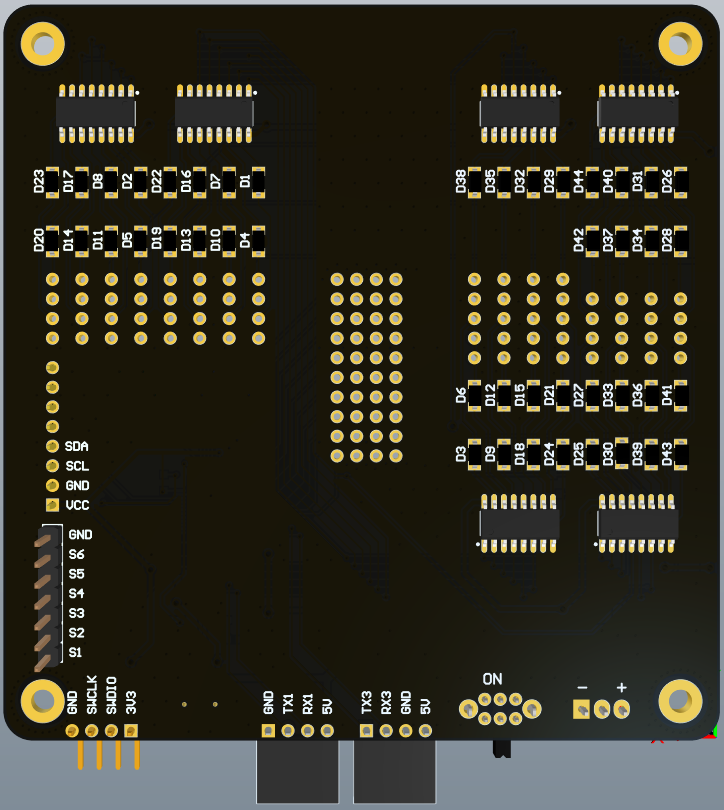 D23 D17 D8 D2 D22 D16 D7 D1 D38 D35 D32 D29 D44 D40 D31 D26
D20 D14 D11 D5 D19 D13 D10 D4 D42 D37 D34 D28
D6 D12 D15 D21 D27 D33 D36 D41
D3 D9 D18 D24 D25 D30 D39 D43
SDA
SCL
GND
VCC
GND
S6
S5
S4
S3
S2
S1
GND SWCLK SWDIO 3V3
GND TX1 RX1 5V
TX3 RX3 GND 5V
ON
- +